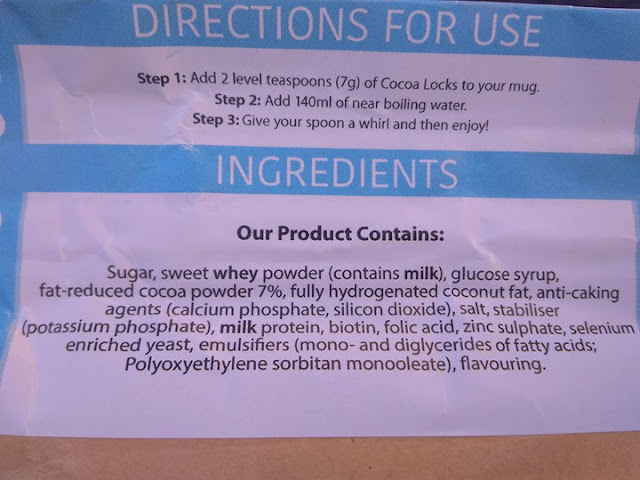 DIRECTIONS FOR USE
Step 1: Add 2 level teaspoons (7g) of Cocoa Locks to your mug.
Step 2: Add 140ml of near boiling water.
Step 3: Give your spoon a whirl and then enjoy!
INGREDIENTS
Our Product Contains:
Sugar, sweet whey powder (contains milk), glucose syrup,
fat-reduced cocoa powder 7%, fully hydrogenated coconut fat, anti-caking
agents (calcium phosphate, silicon dioxide), salt, stabiliser
(potassium phosphate), milk protein, biotin, folic acid, zinc sulphate, selenium
enriched yeast, emulsifiers (mono- and diglycerides of fatty acids;
Polyoxyethylene sorbitan monooleate), flavouring.